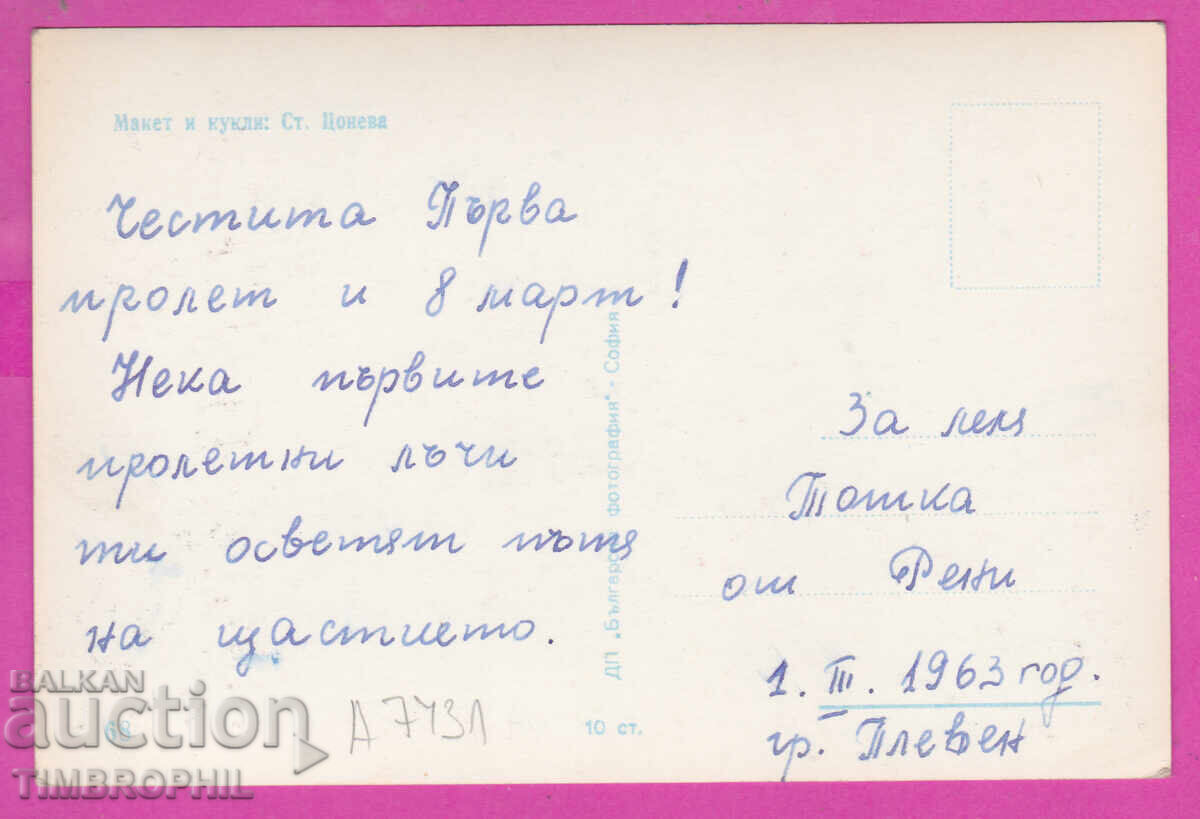 Макет и кукли: Ст. Цонева
Честита Първа
пролет и 8 март!
Нека първите
пролетни лъчи
ти осветят пътя
на щастието.
ДП „Българска фотография“ - София
За леля
Тошка
от Рени
1. III. 1963 год.
гр. Плевен
68
А 7431
10 ст.
BALKAN
auction
TIMBROPHIL